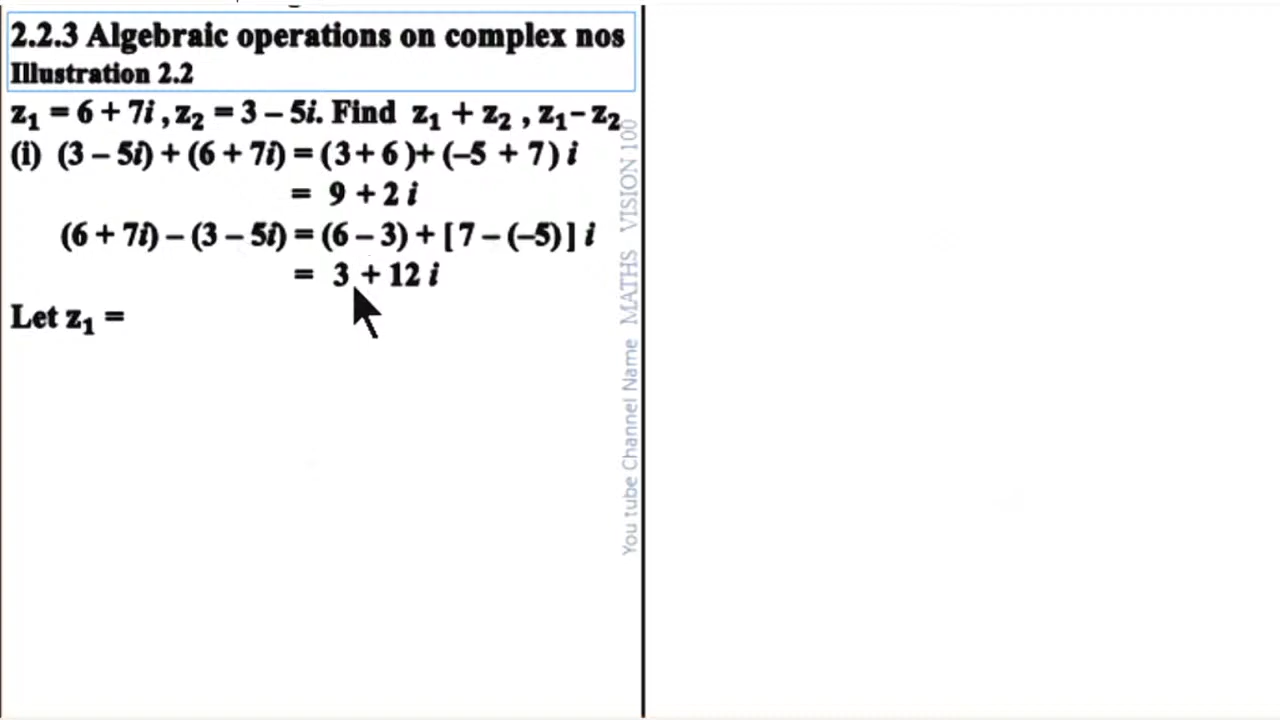 2.2.3 Algebraic operations on complex nos
Illustration 2.2
z₁ = 6 + 7i , z₂ = 3 – 5i. Find z₁ + z₂ , z₁– z₂
(i) (3 – 5i) + (6 + 7i) = (3+ 6 )+ (–5 + 7) i
= 9 + 2 i
(6 + 7i) – (3 – 5i) = (6 – 3) + [ 7 – (–5)] i
= 3 + 12 i
Let z₁ =
You tube Channel Name MATHS VISION 100